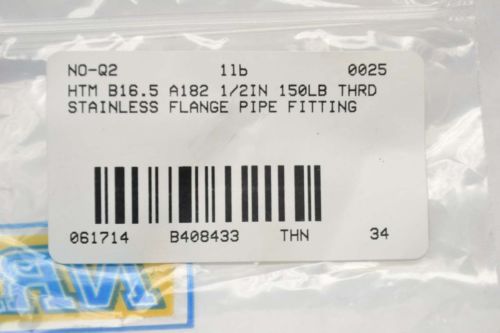 NO-Q2 1lb 0025
HTM B16.5 A182 1/2IN 150LB THRD
STAINLESS FLANGE PIPE FITTING
061714 B408433 THN 34